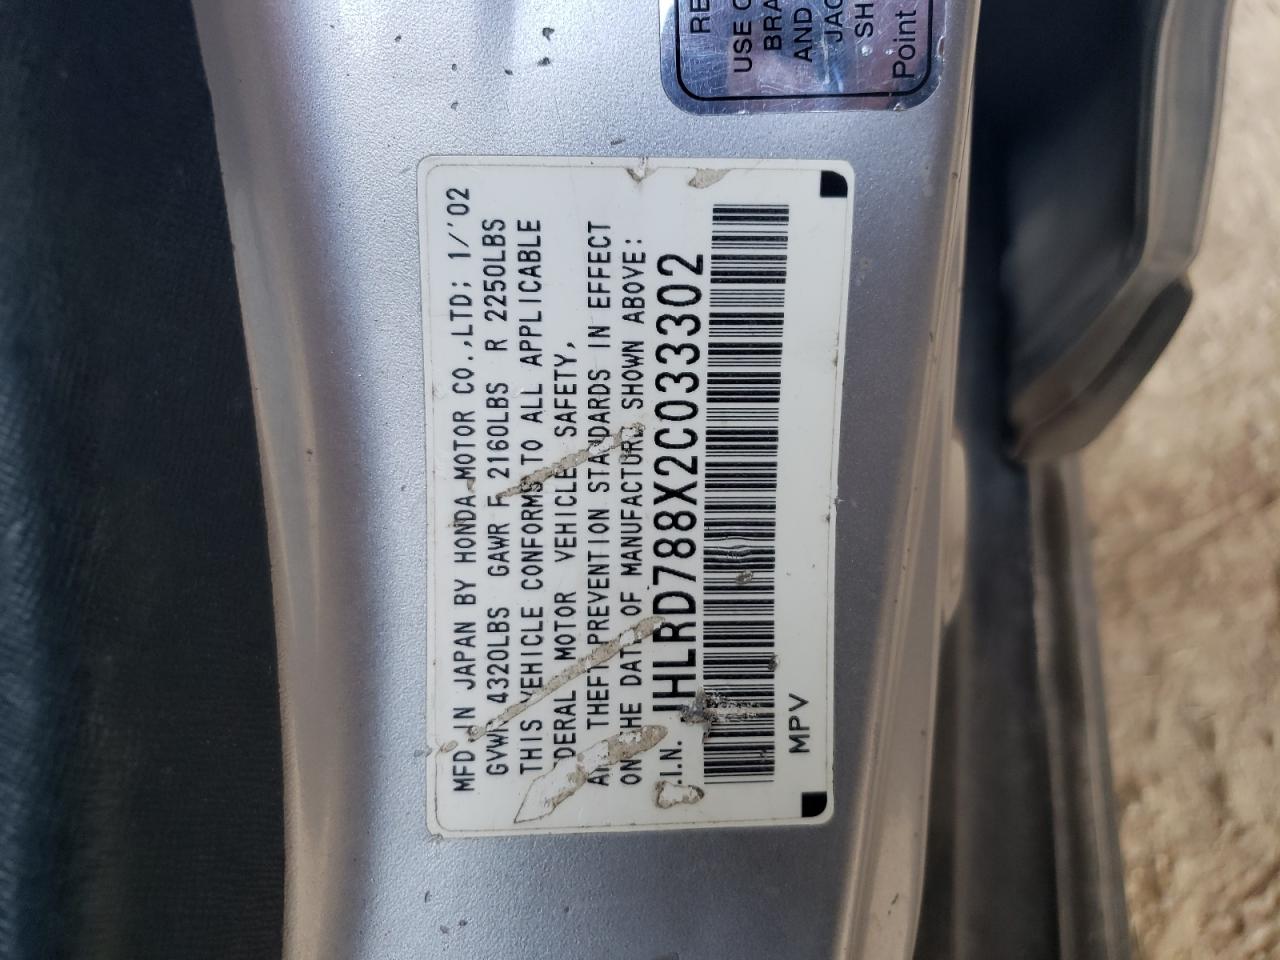 MFD IN JAPAN BY HONDA MOTOR CO.,LTD; 1/'02
GVWR 4320LBS GAWR F 2160LBS R 2250LBS
THIS VEHICLE CONFORMS TO ALL APPLICABLE
FEDERAL MOTOR VEHICLE SAFETY,
AND THEFT PREVENTION STANDARDS IN EFFECT
ON THE DATE OF MANUFACTURE SHOWN ABOVE:
V.I.N. JHLRD788X2C033302
MPV
RE
USE
BRA
AND
JAC
SH
Point